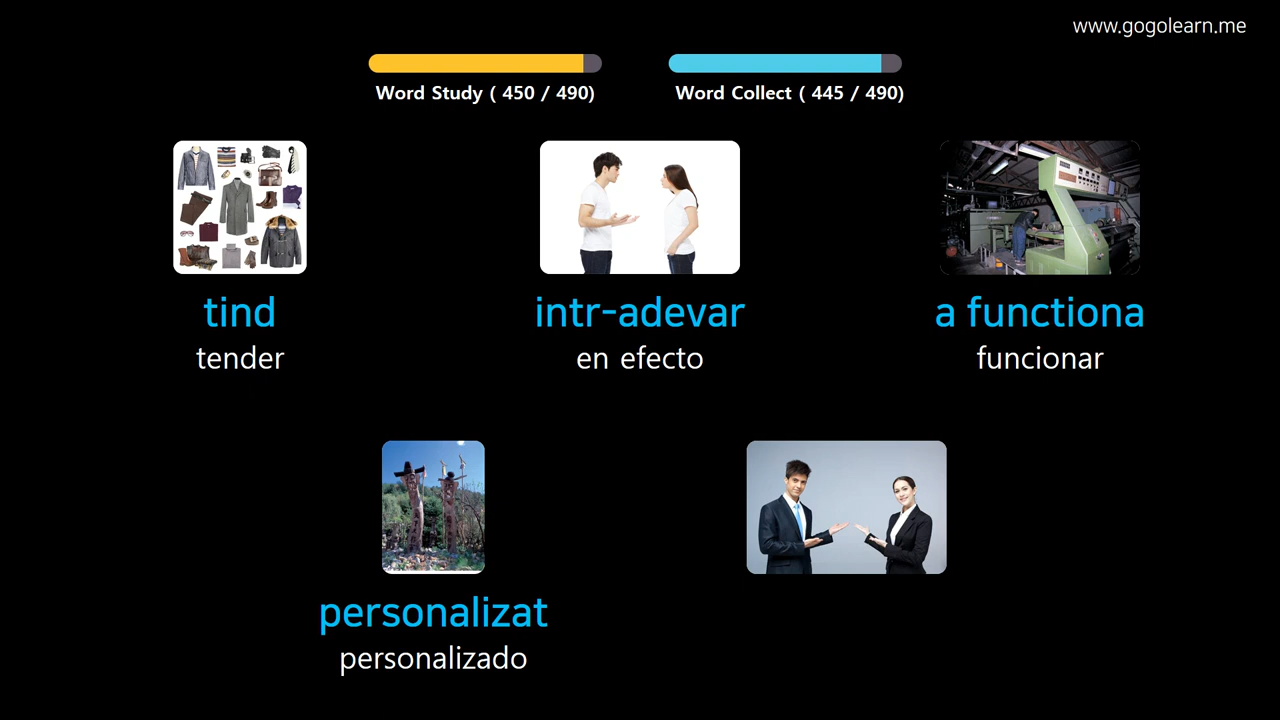 www.gogolearn.me
Word Study ( 450 / 490)
Word Collect ( 445 / 490)
tind
tender
intr-adevar
en efecto
a functiona
funcionar
personalizat
personalizado